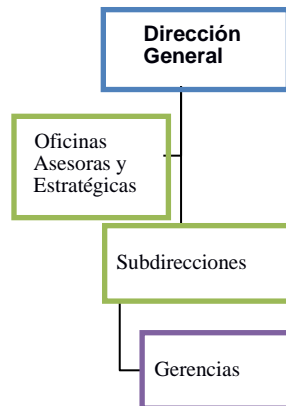 Dirección
General
Oficinas
Asesoras y
Estratégicas
Subdirecciones
Gerencias